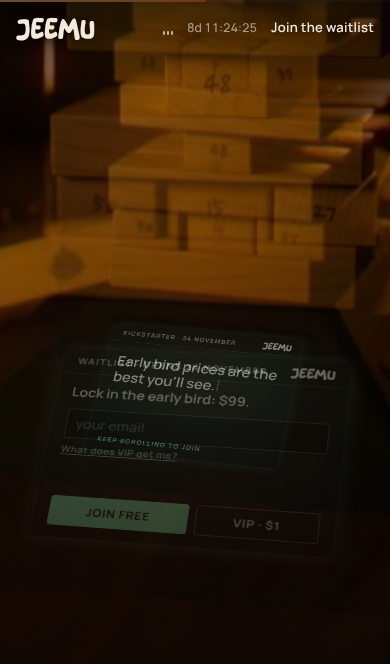 JEEMU
... 8d 11:24:25 Join the waitlist
48
48
15
27
KICKSTARTER · 24 NOVEMBER JEEMU
JEEMU
Early bird prices are the
best you'll see.
Lock in the early bird: $99.
your email
KEEP SCROLLING TO JOIN
What does VIP get me?
JOIN FREE
VIP · $1